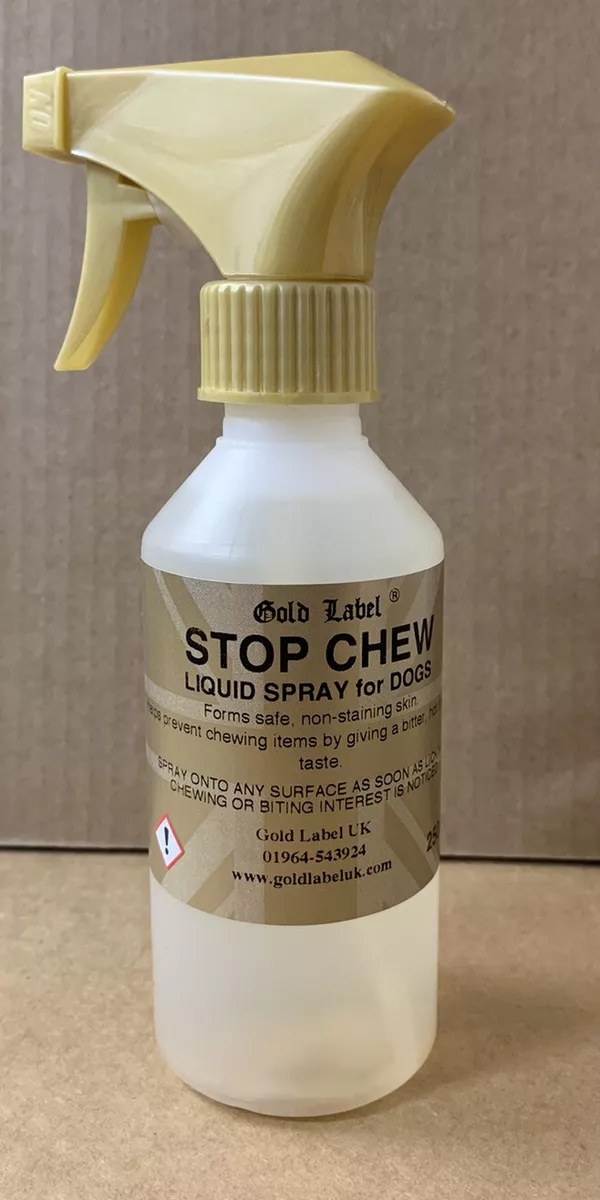 ON
Gold Label ®
STOP CHEW
LIQUID SPRAY for DOGS
Forms safe, non-staining skin.
prevent chewing items by giving a bitter,
taste.
SPRAY ONTO ANY SURFACE AS SOON AS
CHEWING OR BITING INTEREST IS NOTICED
!
Gold Label UK
01964-543924
www.goldlabeluk.com